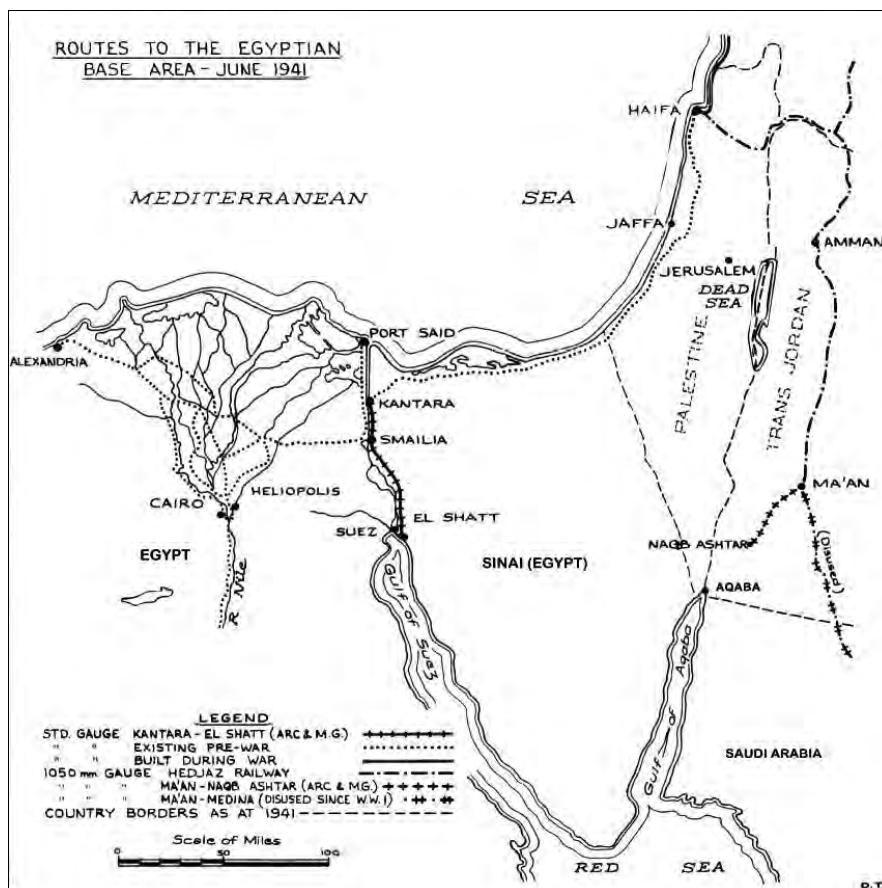 ROUTES TO THE EGYPTIAN
BASE AREA - JUNE 1941
HAIFA
MEDITERRANEAN SEA
JAFFA
AMMAN
JERUSALEM
DEAD
SEA
PORT SAID
ALEXANDRIA
PALESTINE
TRANS JORDAN
KANTARA
SMAILIA
MA'AN
HELIOPOLIS
CAIRO
EL SHATT
SUEZ
NAQB ASHTAR
(Disused)
EGYPT
SINAI (EGYPT)
R. Nile
AQABA
Gulf of Suez
Gulf of Aqaba
LEGEND
STD. GAUGE KANTARA - EL SHATT (ARC & M.G.)
" " EXISTING PRE-WAR
" " BUILT DURING WAR
1050 mm GAUGE HEDJAZ RAILWAY
" " " MA'AN - NAQB ASHTAR (ARC & M.G.)
" " " MA'AN - MEDINA (DISUSED SINCE W.W.I)
COUNTRY BORDERS AS AT 1941
SAUDI ARABIA
Scale of Miles
0 50 100
RED SEA